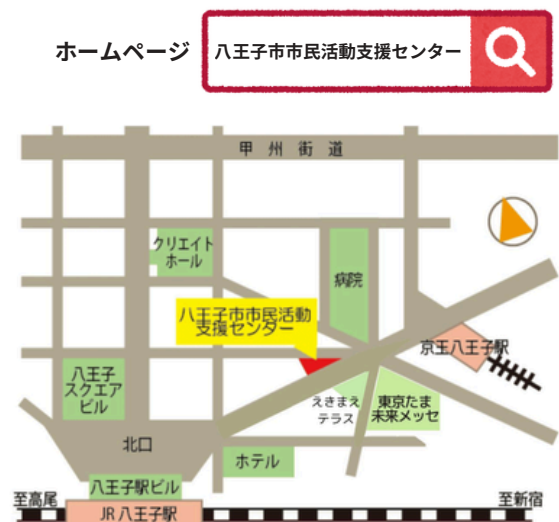 ホームページ
八王子市市民活動支援センター
甲州街道
クリエイト
ホール
病院
八王子市市民活動
支援センター
京王八王子駅
八王子
スクエア
ビル
えきまえ
テラス
東京たま
未来メッセ
北口
ホテル
八王子駅ビル
至高尾
至新宿
JR 八王子駅